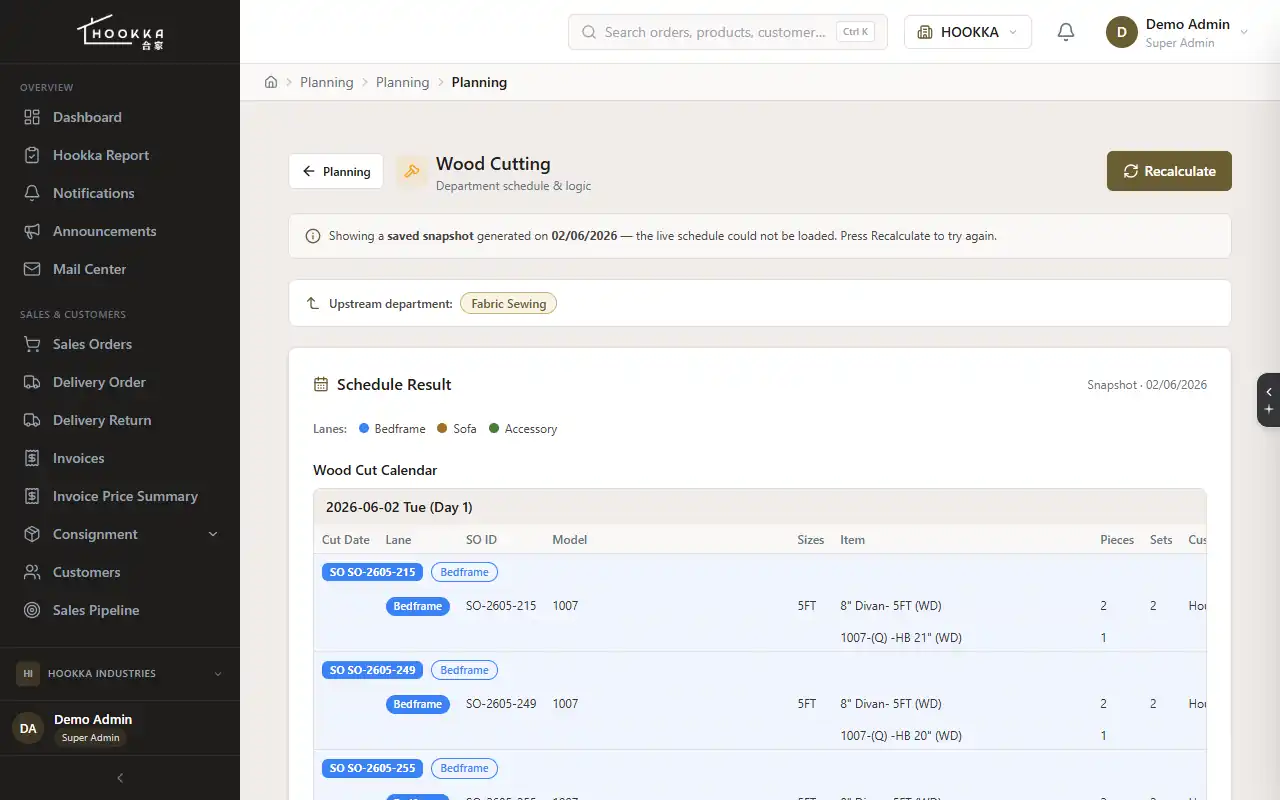 HOOKKA
合家
Search orders, products, customer...
Ctrl K
HOOKKA
D
Demo Admin
Super Admin
OVERVIEW
Dashboard
Hookka Report
Notifications
Announcements
Mail Center
SALES & CUSTOMERS
Sales Orders
Delivery Order
Delivery Return
Invoices
Invoice Price Summary
Consignment
Customers
Sales Pipeline
HI HOOKKA INDUSTRIES
DA
Demo Admin
Super Admin
Planning Planning Planning
Planning
Wood Cutting
Department schedule & logic
Recalculate
Showing a saved snapshot generated on 02/06/2026 — the live schedule could not be loaded. Press Recalculate to try again.
Upstream department: Fabric Sewing
Schedule Result
Snapshot · 02/06/2026
Lanes: Bedframe Sofa Accessory
Wood Cut Calendar
2026-06-02 Tue (Day 1)
Cut Date Lane SO ID Model Sizes Item Pieces Sets Cus
SO SO-2605-215 Bedframe
Bedframe SO-2605-215 1007 5FT 8" Divan- 5FT (WD) 2 2 Hou
1007-(Q) -HB 21" (WD) 1
SO SO-2605-249 Bedframe
Bedframe SO-2605-249 1007 5FT 8" Divan- 5FT (WD) 2 2 Hou
1007-(Q) -HB 20" (WD) 1
SO SO-2605-255 Bedframe